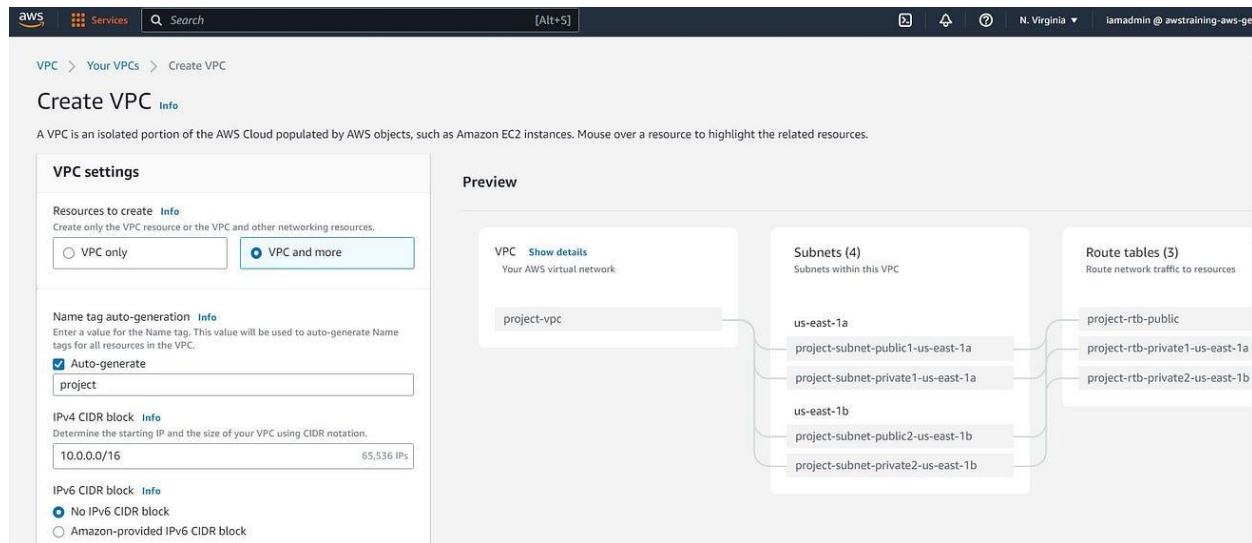 aws Services Search [Alt+S] N. Virginia iamadmin @ awstraining-aws-ge
VPC > Your VPCs > Create VPC
Create VPC Info
A VPC is an isolated portion of the AWS Cloud populated by AWS objects, such as Amazon EC2 instances. Mouse over a resource to highlight the related resources.
VPC settings
Resources to create Info
Create only the VPC resource or the VPC and other networking resources.
VPC only VPC and more
Name tag auto-generation Info
Enter a value for the Name tag. This value will be used to auto-generate Name
tags for all resources in the VPC.
Auto-generate
project
IPv4 CIDR block Info
Determine the starting IP and the size of your VPC using CIDR notation.
10.0.0.0/16 65,536 IPs
IPv6 CIDR block Info
No IPv6 CIDR block
Amazon-provided IPv6 CIDR block
Preview
VPC Show details
Your AWS virtual network
project-vpc
Subnets (4)
Subnets within this VPC
us-east-1a
project-subnet-public1-us-east-1a
project-subnet-private1-us-east-1a
us-east-1b
project-subnet-public2-us-east-1b
project-subnet-private2-us-east-1b
Route tables (3)
Route network traffic to resources
project-rtb-public
project-rtb-private1-us-east-1a
project-rtb-private2-us-east-1b